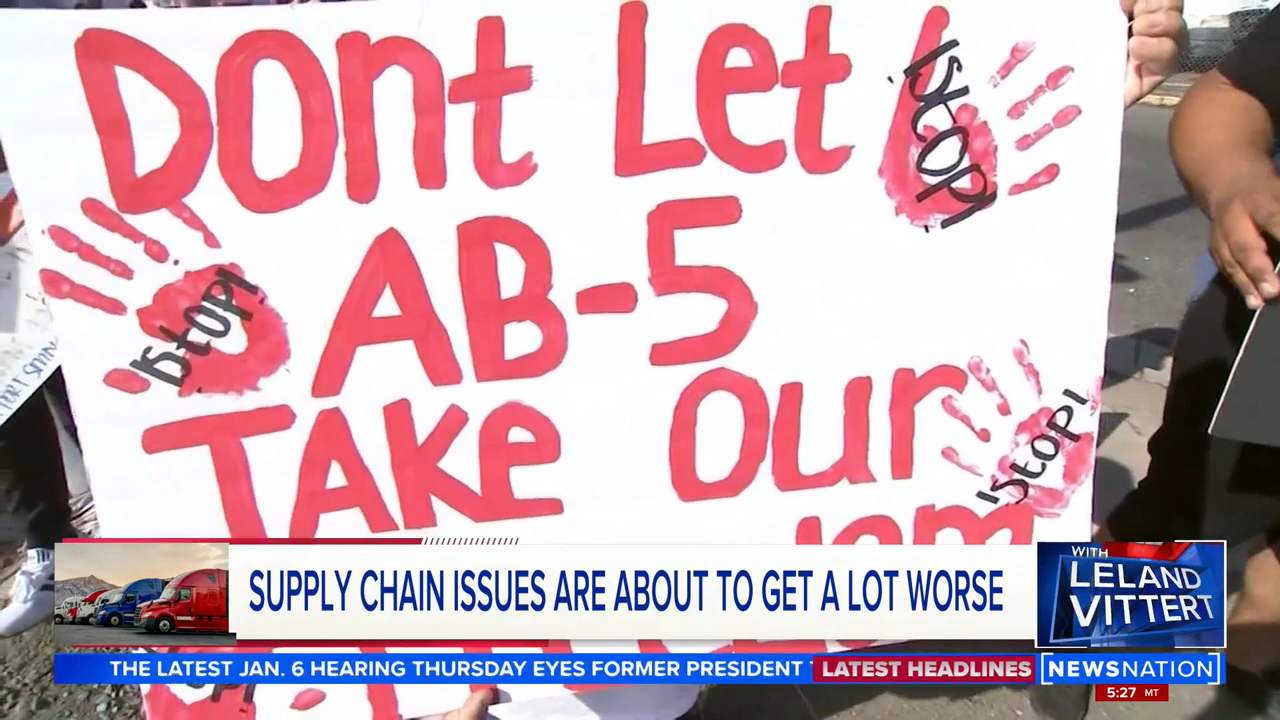 DONt Let
¡StOP!
AB-5
¡StOP!
TAKe Our
¡StOP!
SUPPLY CHAIN ISSUES ARE ABOUT TO GET A LOT WORSE
WITH
LELAND
VITTERT
THE LATEST JAN. 6 HEARING THURSDAY EYES FORMER PRESIDENT
LATEST HEADLINES
NEWSNATION
5:27 MT